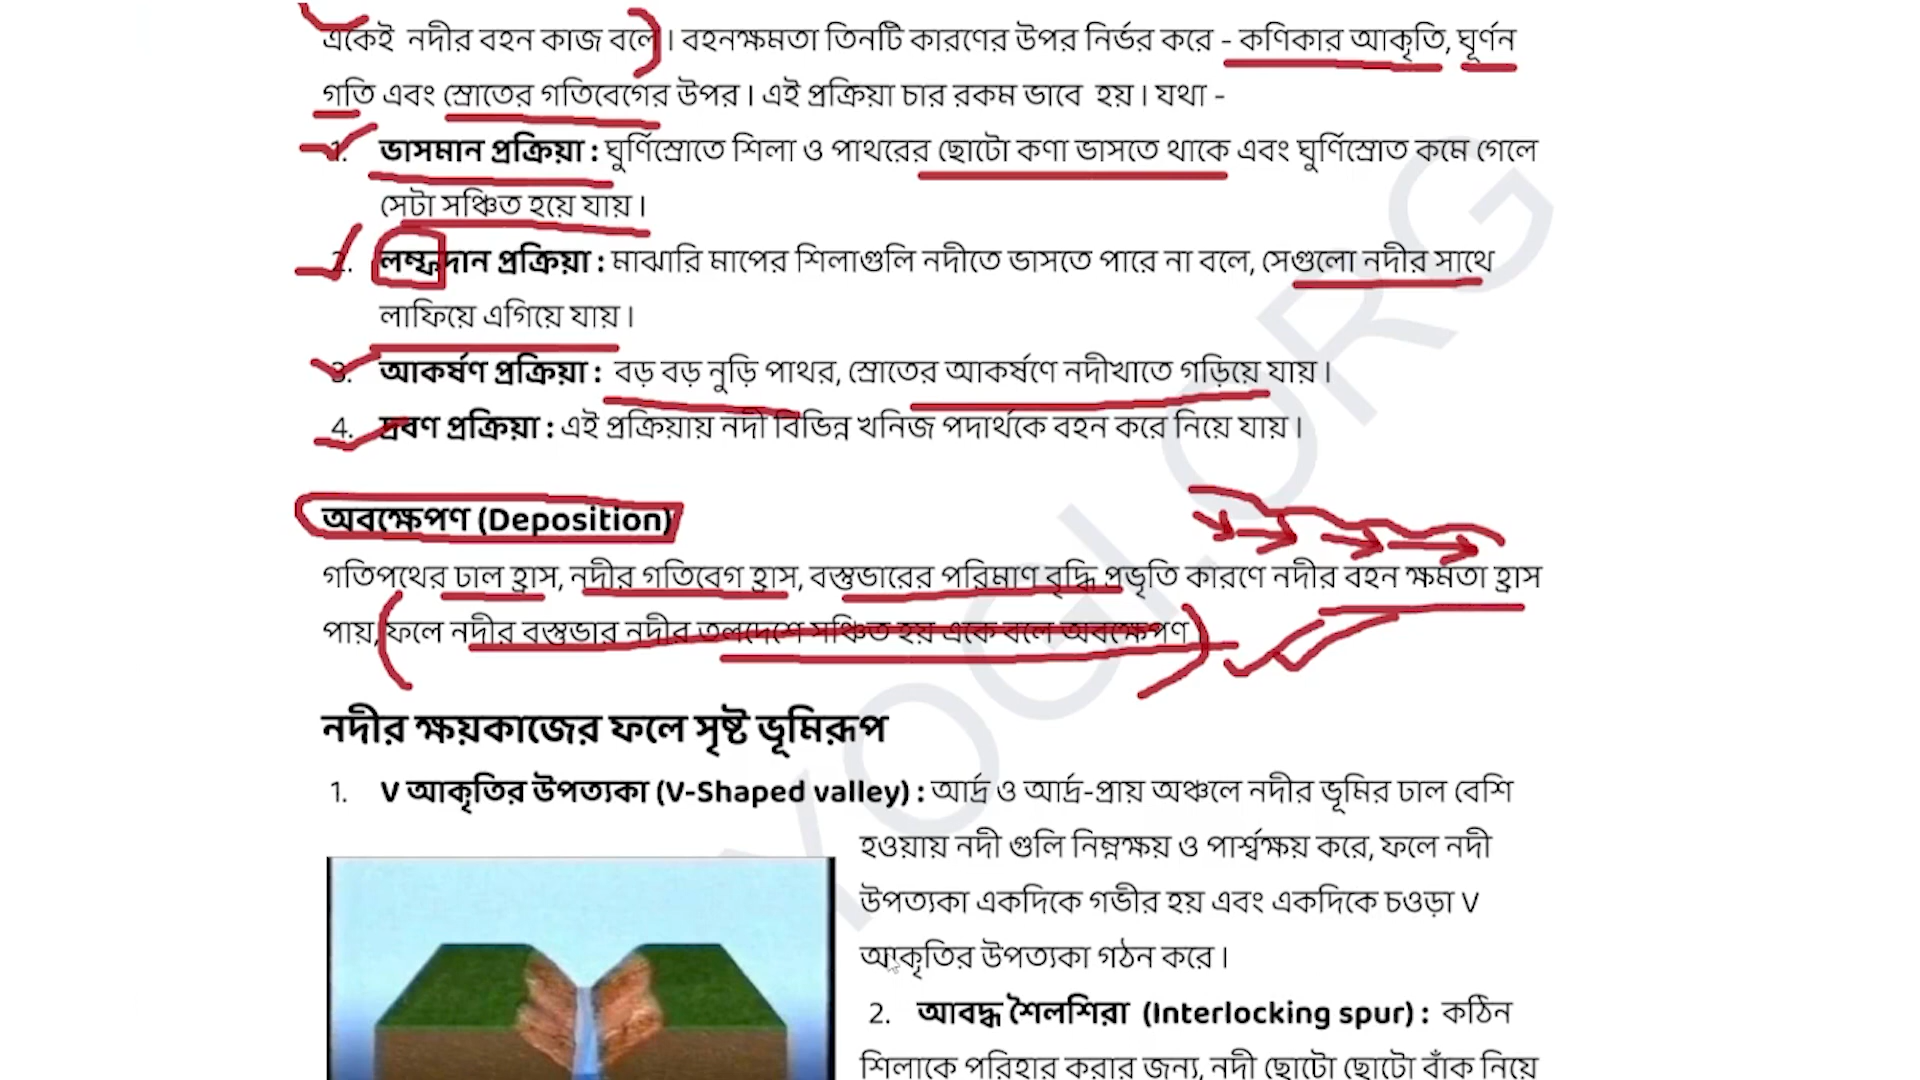 একেই নদীর বহন কাজ বলে। বহনক্ষমতা তিনটি কারণের উপর নির্ভর করে - কণিকার আকৃতি, ঘূর্ণন
গতি এবং স্রোতের গতিবেগের উপর। এই প্রক্রিয়া চার রকম ভাবে হয়। যথা -
1. ভাসমান প্রক্রিয়া : ঘুর্ণিস্রোতে শিলা ও পাথরের ছোটো কণা ভাসতে থাকে এবং ঘুর্ণিস্রোত কমে গেলে
সেটা সঞ্চিত হয়ে যায়।
2. লম্ফদান প্রক্রিয়া : মাঝারি মাপের শিলাগুলি নদীতে ভাসতে পারে না বলে, সেগুলো নদীর সাথে
লাফিয়ে এগিয়ে যায়।
3. আকর্ষণ প্রক্রিয়া : বড় বড় নুড়ি পাথর, স্রোতের আকর্ষণে নদীখাতে গড়িয়ে যায়।
4. দ্রবণ প্রক্রিয়া : এই প্রক্রিয়ায় নদী বিভিন্ন খনিজ পদার্থকে বহন করে নিয়ে যায়।
অবক্ষেপণ (Deposition)
গতিপথের ঢাল হ্রাস, নদীর গতিবেগ হ্রাস, বস্তুভারের পরিমাণ বৃদ্ধি প্রভৃতি কারণে নদীর বহন ক্ষমতা হ্রাস
পায়, ফলে নদীর বস্তুভার নদীর তলদেশে সঞ্চিত হয় একে বলে অবক্ষেপণ
নদীর ক্ষয়কাজের ফলে সৃষ্ট ভূমিরূপ
1. V আকৃতির উপত্যকা (V-Shaped valley) : আর্দ্র ও আর্দ্র-প্রায় অঞ্চলে নদীর ভূমির ঢাল বেশি
হওয়ায় নদী গুলি নিম্নক্ষয় ও পার্শ্বক্ষয় করে, ফলে নদী
উপত্যকা একদিকে গভীর হয় এবং একদিকে চওড়া V
আকৃতির উপত্যকা গঠন করে।
2. আবদ্ধ শৈলশিরা (Interlocking spur) : কঠিন
শিলাকে পরিহার করার জন্য, নদী ছোটো ছোটো বাঁক নিয়ে
YOGI.ORG